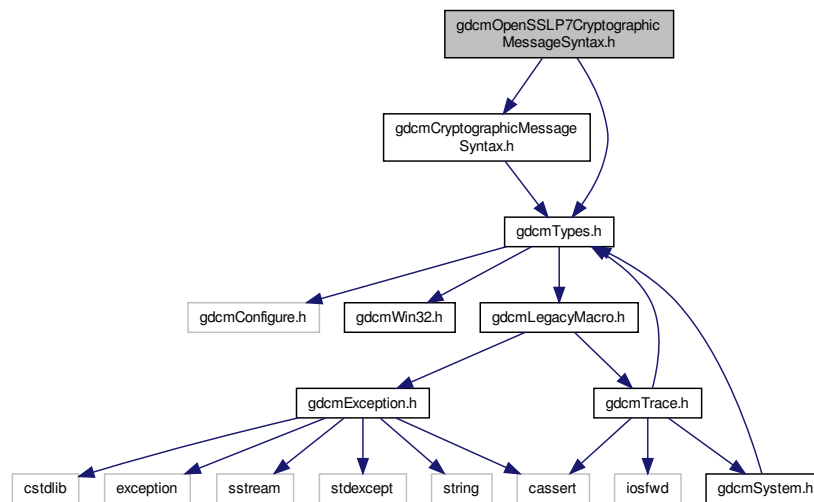 gdcmOpenSSLP7Cryptographic
MessageSyntax.h
gdcmCryptographicMessage
Syntax.h
gdcmTypes.h
gdcmConfigure.h
gdcmWin32.h
gdcmLegacyMacro.h
gdcmException.h
gdcmTrace.h
cstdlib
exception
sstream
stdexcept
string
cassert
iosfwd
gdcmSystem.h